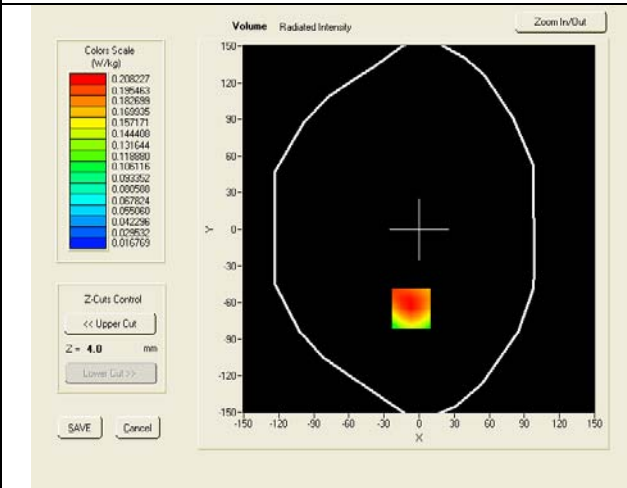 Volume Radiated Intensity
Zoom In/Out
Colors Scale
(W/kg)
0.208227
0.195463
0.182699
0.169935
0.157171
0.144408
0.131644
0.118880
0.106116
0.093352
0.080588
0.067824
0.055060
0.042296
0.029532
0.016769
Z-Cuts Control
<< Upper Cut
Z = 4.0 mm
Lower Cut >>
SAVE
Cancel
Y
150
120
90
60
30
0
-30
-60
-90
-120
-150
-150 -120 -90 -60 -30 0 30 60 90 120 150
X